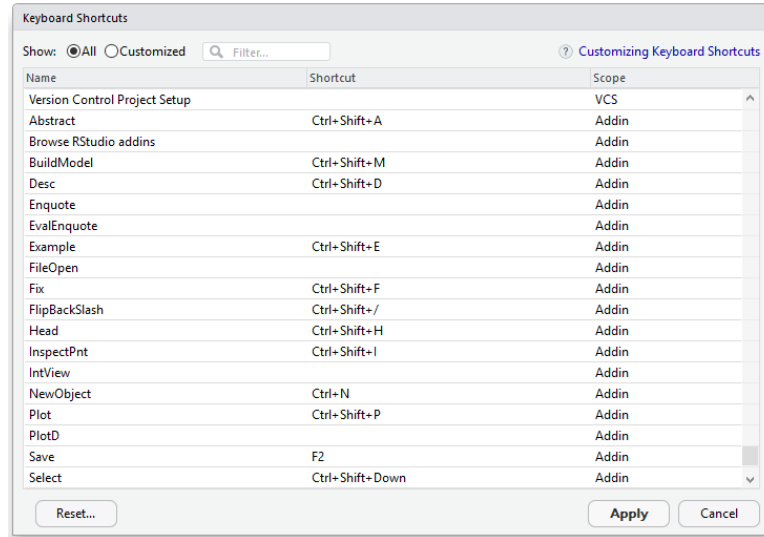 Keyboard Shortcuts
Show: All Customized Filter... ? Customizing Keyboard Shortcuts
Name Shortcut Scope
Version Control Project Setup VCS
Abstract Ctrl+Shift+A Addin
Browse RStudio addins Addin
BuildModel Ctrl+Shift+M Addin
Desc Ctrl+Shift+D Addin
Enquote Addin
EvalEnquote Addin
Example Ctrl+Shift+E Addin
FileOpen Addin
Fix Ctrl+Shift+F Addin
FlipBackSlash Ctrl+Shift+/ Addin
Head Ctrl+Shift+H Addin
InspectPnt Ctrl+Shift+I Addin
IntView Addin
NewObject Ctrl+N Addin
Plot Ctrl+Shift+P Addin
PlotD Addin
Save F2 Addin
Select Ctrl+Shift+Down Addin
Reset... Apply Cancel